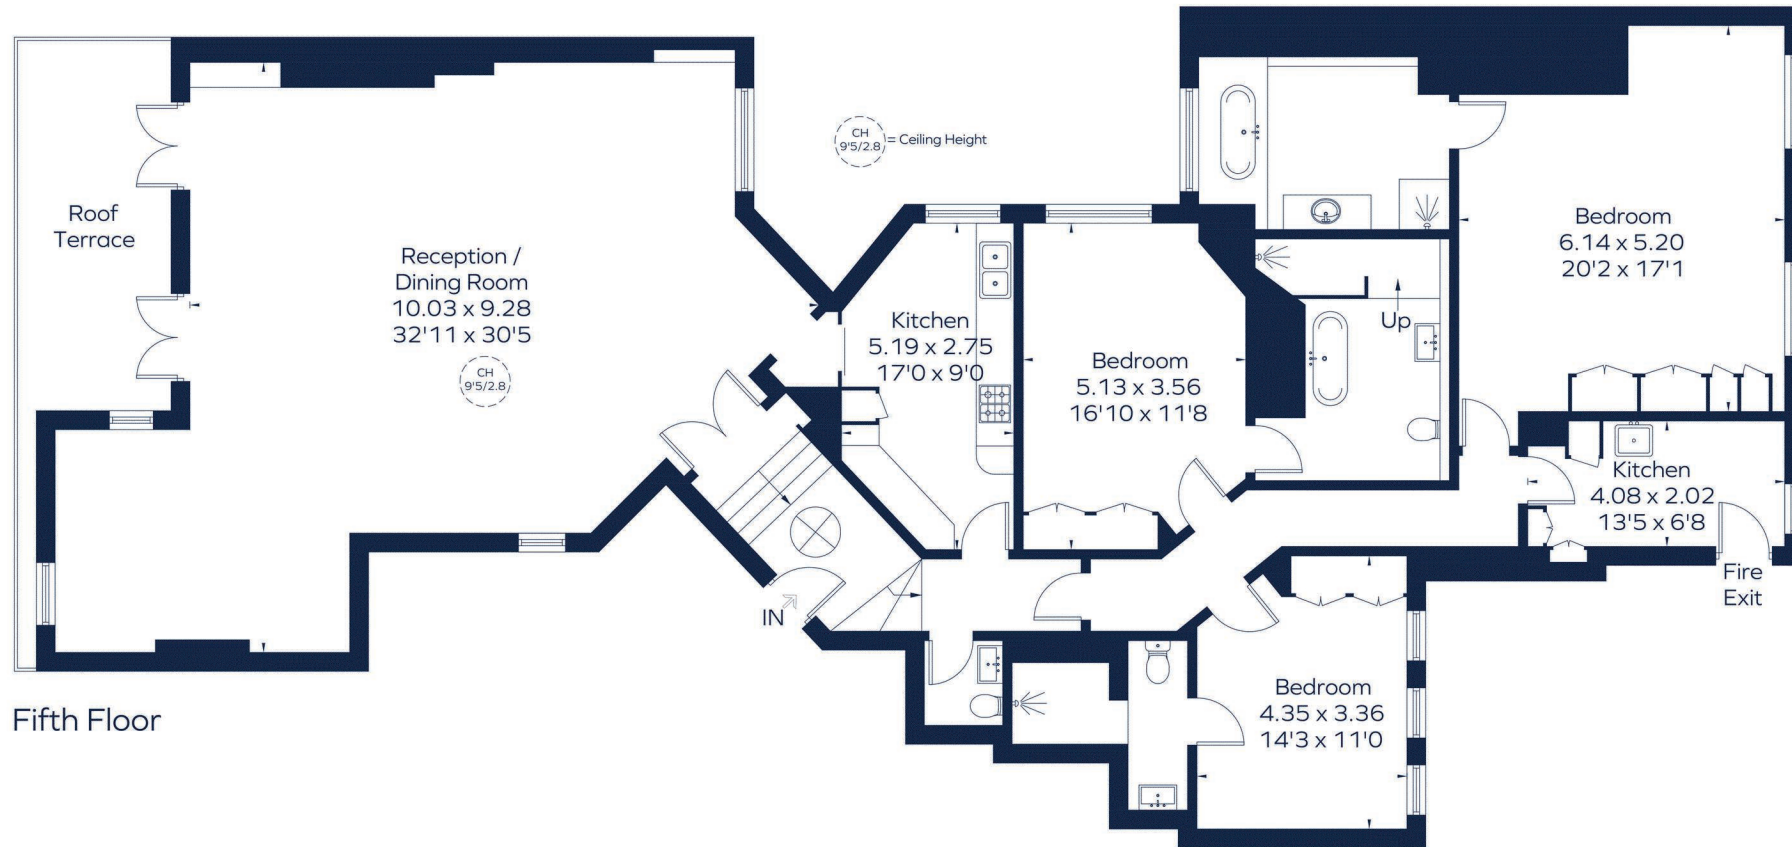 Roof
Terrace
Reception /
Dining Room
10.03 x 9.28
32'11 x 30'5
CH
9'5/2.8
CH
9'5/2.8
= Ceiling Height
Kitchen
5.19 x 2.75
17'0 x 9'0
Bedroom
5.13 x 3.56
16'10 x 11'8
Up
Bedroom
6.14 x 5.20
20'2 x 17'1
Kitchen
4.08 x 2.02
13'5 x 6'8
Fire
Exit
IN
Bedroom
4.35 x 3.36
14'3 x 11'0
Fifth Floor